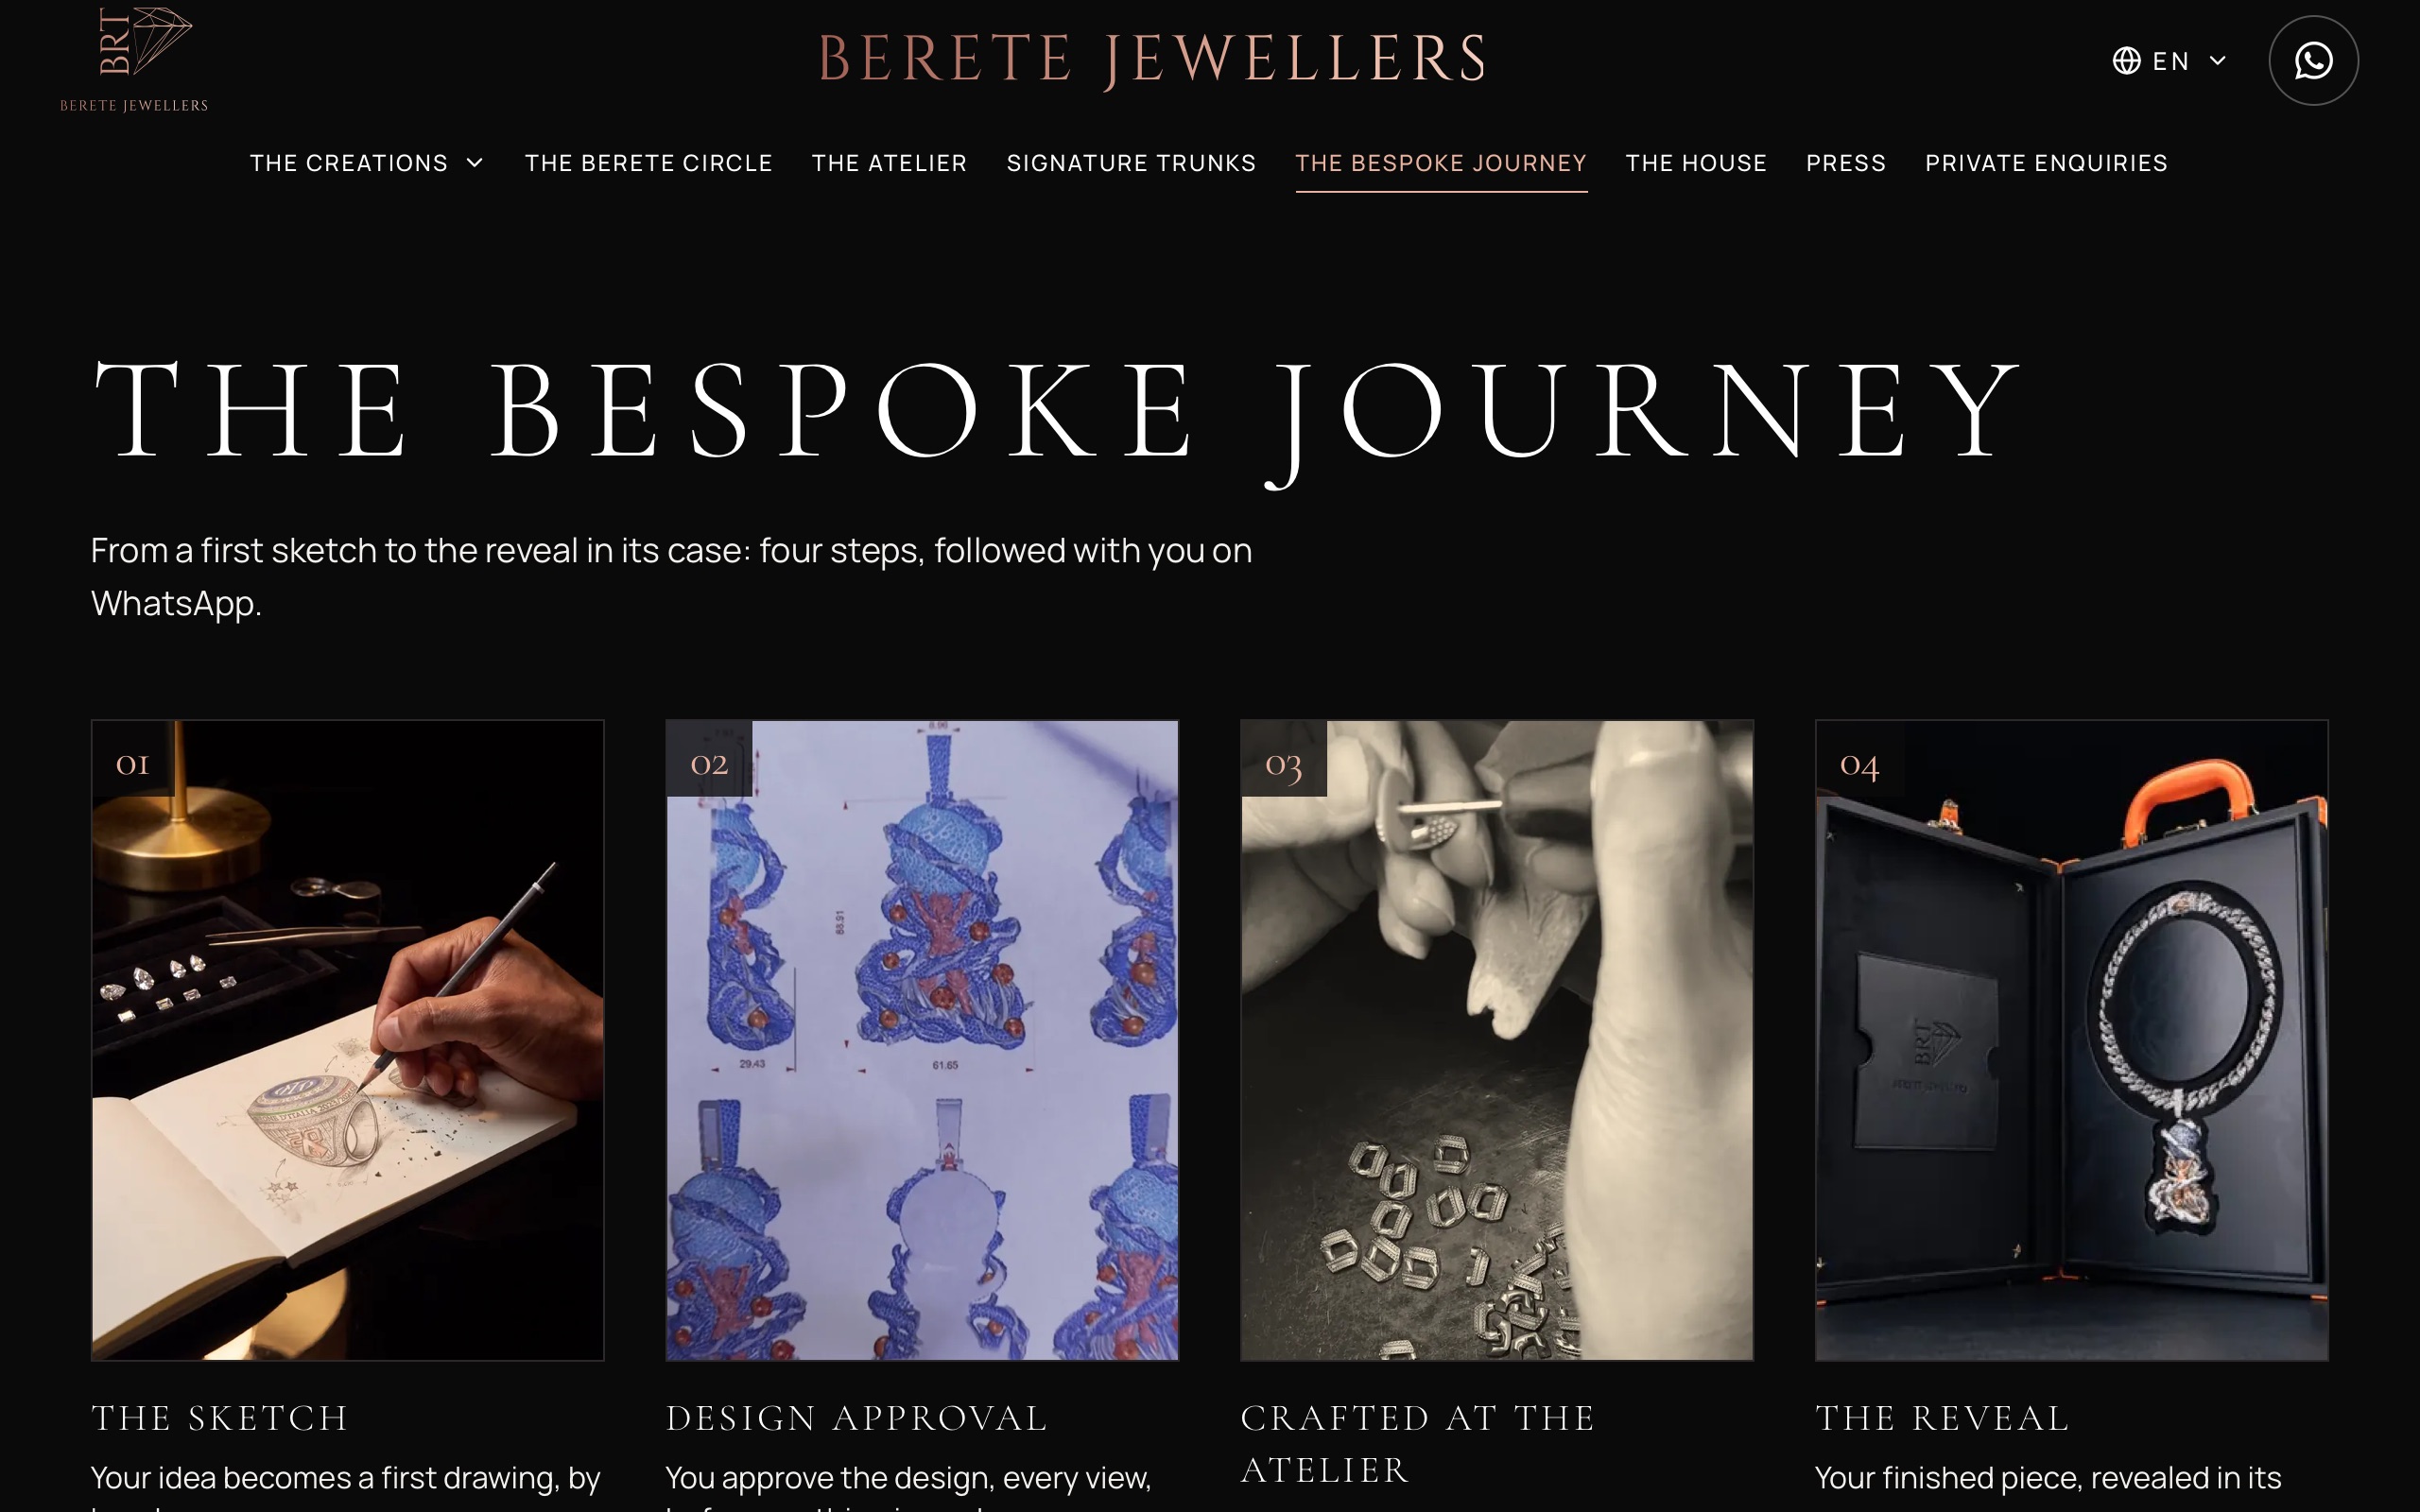 BRT
BERETE JEWELLERS
BERETE JEWELLERS
EN
THE CREATIONS
THE BERETE CIRCLE
THE ATELIER
SIGNATURE TRUNKS
THE BESPOKE JOURNEY
THE HOUSE
PRESS
PRIVATE ENQUIRIES
THE BESPOKE JOURNEY
From a first sketch to the reveal in its case: four steps, followed with you on
WhatsApp.
01
02
8.96
88.91
29.43
61.65
03
04
BRT
THE SKETCH
Your idea becomes a first drawing, by
DESIGN APPROVAL
You approve the design, every view,
CRAFTED AT THE
ATELIER
THE REVEAL
Your finished piece, revealed in its